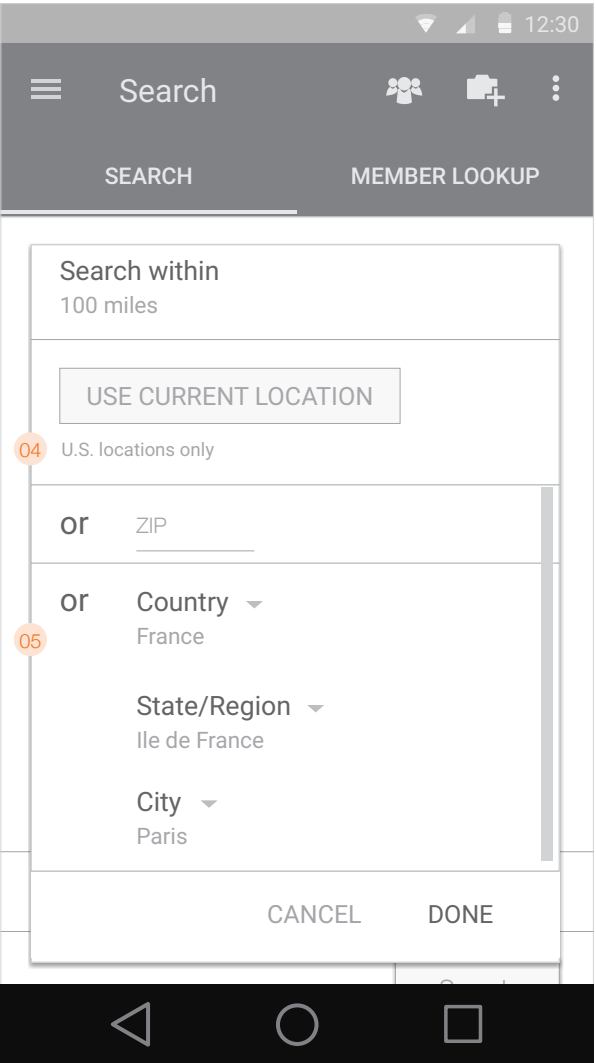 12:30
Search
SEARCH MEMBER LOOKUP
Search within
100 miles
USE CURRENT LOCATION
04 U.S. locations only
or ZIP
or Country
05 France
State/Region
Ile de France
City
Paris
CANCEL DONE